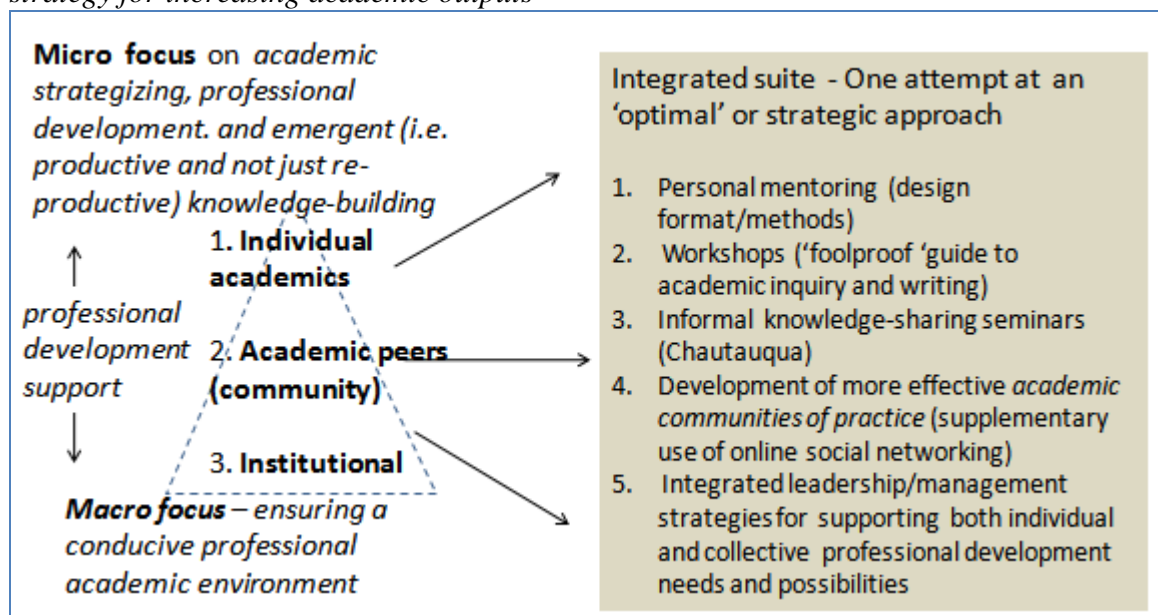 strategy for increasing academic outputs
Micro focus on academic
strategizing, professional
development. and emergent (i.e.
productive and not just re-
productive) knowledge-building
1. Individual
academics
professional
development
support
2. Academic peers
(community)
3. Institutional
Macro focus – ensuring a
conducive professional
academic environment
Integrated suite - One attempt at an
‘optimal’ or strategic approach
1. Personal mentoring (design
format/methods)
2. Workshops (‘foolproof ‘guide to
academic inquiry and writing)
3. Informal knowledge-sharing seminars
(Chautauqua)
4. Development of more effective academic
communities of practice (supplementary
use of online social networking)
5. Integrated leadership/management
strategies for supporting both individual
and collective professional development
needs and possibilities